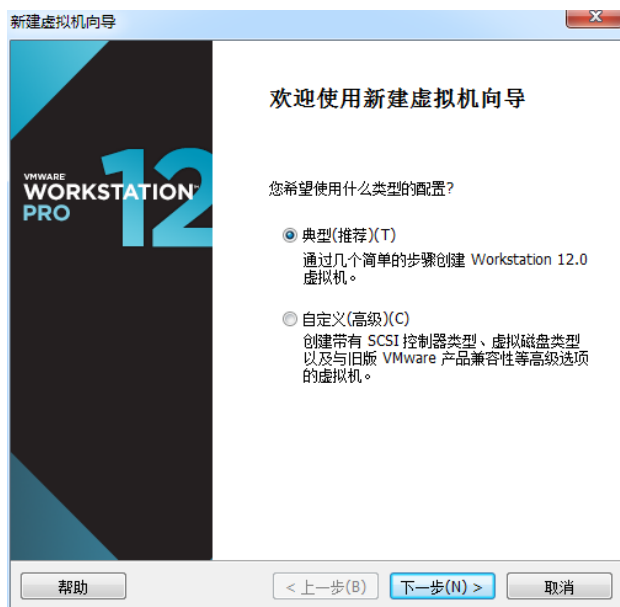 新建虚拟机向导
欢迎使用新建虚拟机向导
VMWARE
WORKSTATION™
PRO
12
您希望使用什么类型的配置?
典型(推荐)(T)
通过几个简单的步骤创建 Workstation 12.0
虚拟机。
自定义(高级)(C)
创建带有 SCSI 控制器类型、虚拟磁盘类型
以及与旧版 VMware 产品兼容性等高级选项
的虚拟机。
帮助
< 上一步(B)
下一步(N) >
取消